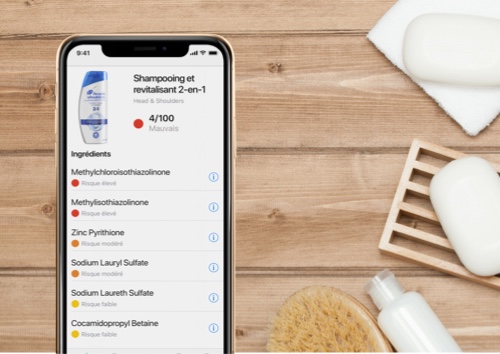 9:41
Shampooing et
revitalisant 2-en-1
Head & Shoulders
4/100
Mauvais
Ingrédients
Methylchloroisothiazolinone
Risque élevé
Methylisothiazolinone
Risque élevé
Zinc Pyrithione
Risque modéré
Sodium Lauryl Sulfate
Risque modéré
Sodium Laureth Sulfate
Risque faible
Cocamidopropyl Betaine
Risque faible